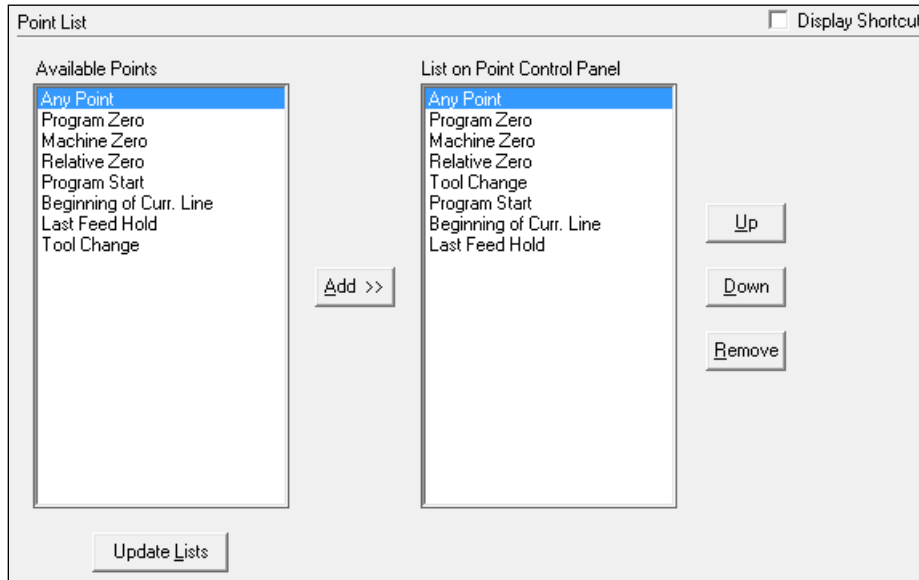 Point List
Display Shortcut
Available Points
Any Point
Program Zero
Machine Zero
Relative Zero
Program Start
Beginning of Curr. Line
Last Feed Hold
Tool Change
Add >>
List on Point Control Panel
Any Point
Program Zero
Machine Zero
Relative Zero
Tool Change
Program Start
Beginning of Curr. Line
Last Feed Hold
Up
Down
Remove
Update Lists